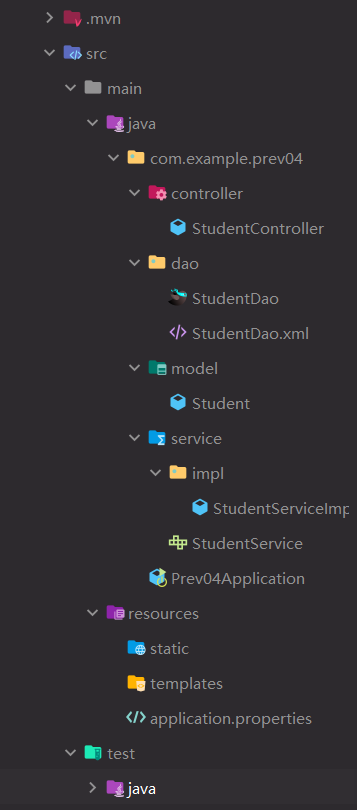 .mvn
src
main
java
com.example.prev04
controller
StudentController
dao
StudentDao
StudentDao.xml
model
Student
service
impl
StudentServiceImp
StudentService
Prev04Application
resources
static
templates
application.properties
test
java